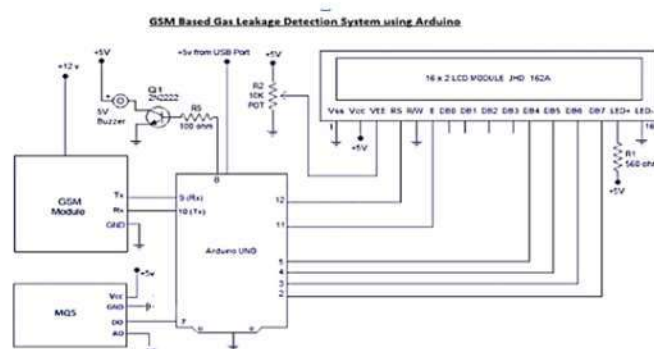 GSM Based Gas Leakage Detection System using Arduino
+5v from USB Port
+5V
+5V
+12 v
Q1
2N2222
R5
100 ohm
5V
Buzzer
R2
10K
POT
16 x 2 LCD MODULE JHD 162A
Vss Vcc VEE RS R/W E DB0 DB1 DB2 DB3 DB4 DB5 DB6 DB7 LED+ LED-
1
16
+5V
R1
560 ohm
+5V
8
GSM
Module
Tx
Rx
GND
9 (Rx)
10 (Tx)
Arduino UNO
12
11
5
4
3
2
+5v
MQ5
Vcc
GND
DO
AO
7